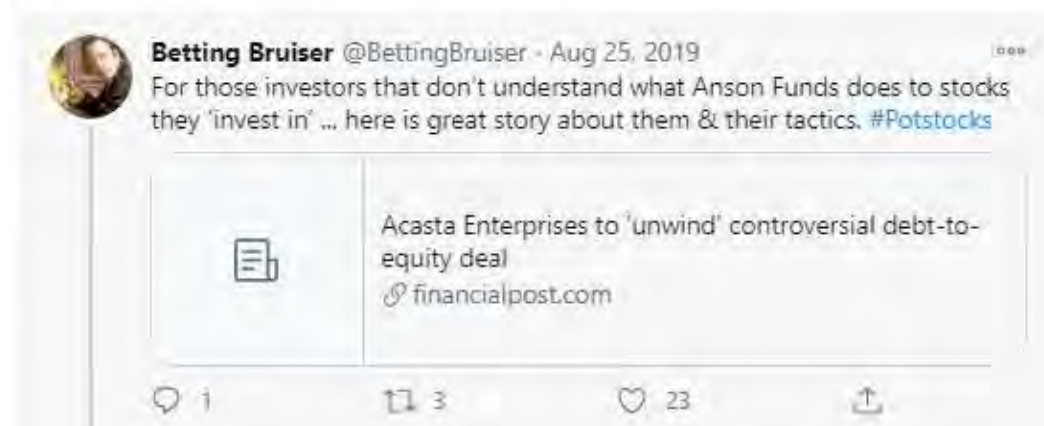 Betting Bruiser @BettingBruiser · Aug 25, 2019
For those investors that don't understand what Anson Funds does to stocks
they 'invest in' ... here is great story about them & their tactics. #Potstocks
Acasta Enterprises to 'unwind' controversial debt-to-
equity deal
financialpost.com
1 3 23